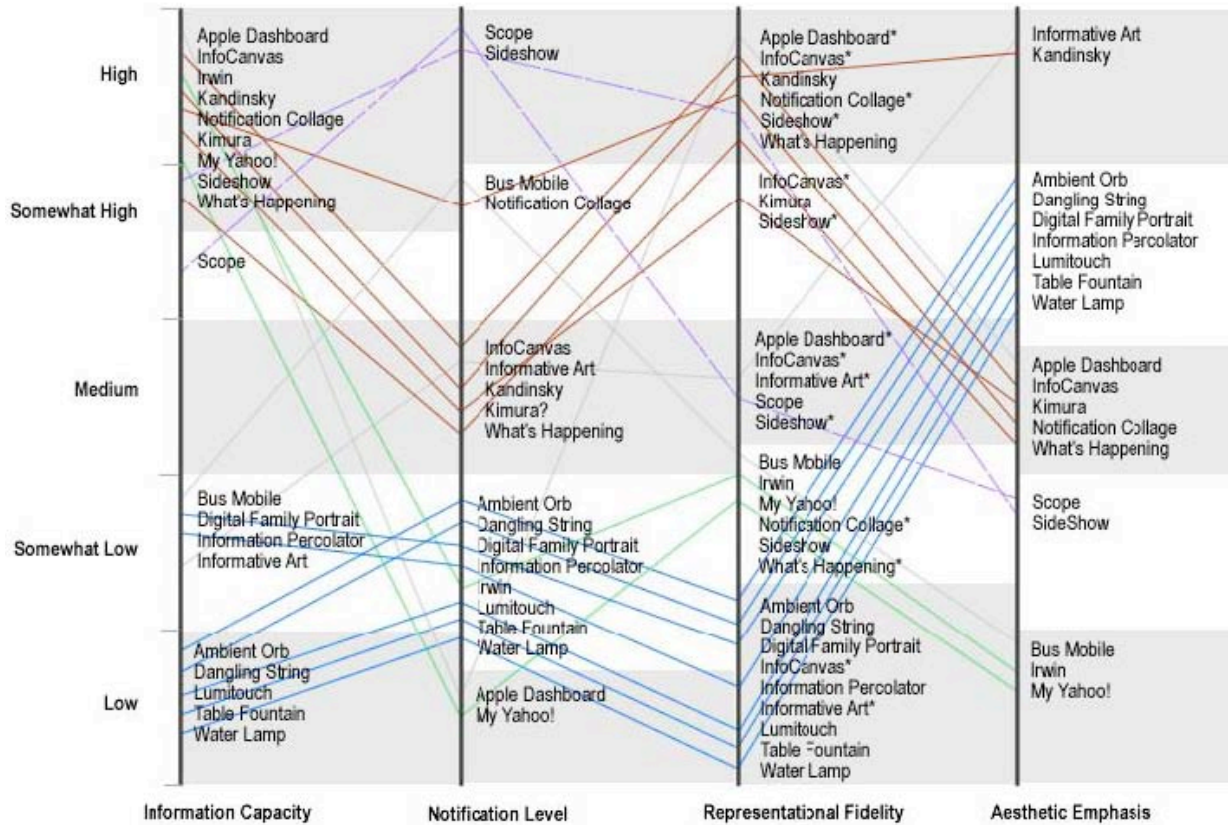 High
Somewhat High
Medium
Somewhat Low
Low
Apple Dashboard
InfoCanvas
Irwin
Kandinsky
Notification Collage
Kimura
My Yahoo!
Sideshow
What's Happening
Scope
Bus Mobile
Digital Family Portrait
Information Percolator
Informative Art
Ambient Orb
Dangling String
Lumitouch
Table Fountain
Water Lamp
Information Capacity
Scope
Sideshow
Bus Mobile
Notification Collage
InfoCanvas
Informative Art
Kandinsky
Kimura?
What's Happening
Ambient Orb
Dangling String
Digital Family Portrait
Information Percolator
Irwin
Lumitouch
Table Fountain
Water Lamp
Apple Dashboard
My Yahoo!
Notification Level
Apple Dashboard*
InfoCanvas*
Kandinsky
Notification Collage*
Sideshow*
What's Happening
InfoCanvas*
Kimura
Sideshow*
Apple Dashboard*
InfoCanvas*
Informative Art*
Scope
Sideshow*
Bus Mobile
Irwin
My Yahoo!
Notification Collage*
Sideshow
What's Happening*
Ambient Orb
Dangling String
Digital Family Portrait
InfoCanvas*
Information Percolator
Informative Art*
Lumitouch
Table Fountain
Water Lamp
Representational Fidelity
Informative Art
Kandinsky
Ambient Orb
Dangling String
Digital Family Portrait
Information Percolator
Lumitouch
Table Fountain
Water Lamp
Apple Dashboard
InfoCanvas
Kimura
Notification Collage
What's Happening
Scope
SideShow
Bus Mobile
Irwin
My Yahoo!
Aesthetic Emphasis